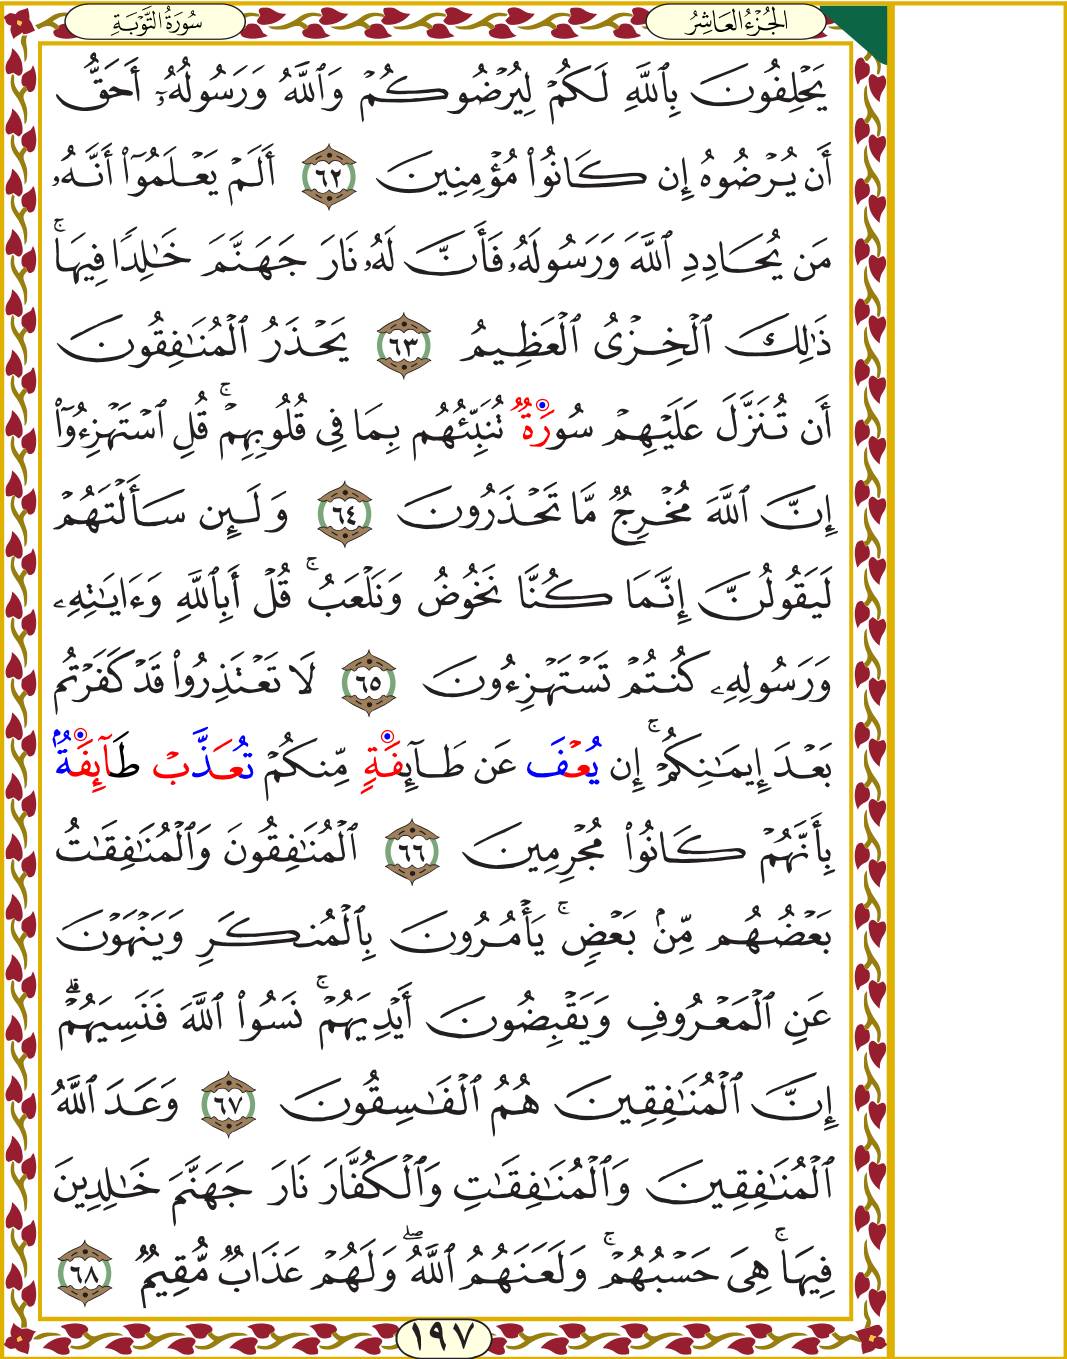 الجُزْءُ العَاشِرُ
سُورَةُ التَّوْبَةِ
يَحْلِفُونَ بِٱللَّهِ لَكُمْ لِيُرْضُوكُمْ وَٱللَّهُ وَرَسُولُهُۥٓ أَحَقُّ
أَن يُرْضُوهُ إِن كَانُوا۟ مُؤْمِنِينَ ٦٢ أَلَمْ يَعْلَمُوٓا۟ أَنَّهُۥ
مَن يُحَادِدِ ٱللَّهَ وَرَسُولَهُۥ فَأَنَّ لَهُۥ نَارَ جَهَنَّمَ خَٰلِدًا فِيهَا ۚ
ذَٰلِكَ ٱلْخِزْىُ ٱلْعَظِيمُ ٦٣ يَحْذَرُ ٱلْمُنَٰفِقُونَ
أَن تُنَزَّلَ عَلَيْهِمْ سُورَةٌ تُنَبِّئُهُم بِمَا فِى قُلُوبِهِمْ ۚ قُلِ ٱسْتَهْزِءُوٓا۟
إِنَّ ٱللَّهَ مُخْرِجٌ مَّا تَحْذَرُونَ ٦٤ وَلَئِن سَأَلْتَهُمْ
لَيَقُولُنَّ إِنَّمَا كُنَّا نَخُوضُ وَنَلْعَبُ ۚ قُلْ أَبِٱللَّهِ وَءَايَٰتِهِۦ
وَرَسُولِهِۦ كُنتُمْ تَسْتَهْزِءُونَ ٦٥ لَا تَعْتَذِرُوا۟ قَدْ كَفَرْتُم
بَعْدَ إِيمَٰنِكُمْ ۚ إِن يُعْفَ عَن طَآئِفَةٍ مِّنكُمْ تُعَذَّبْ طَآئِفَةٌۢ
بِأَنَّهُمْ كَانُوا۟ مُجْرِمِينَ ٦٦ ٱلْمُنَٰفِقُونَ وَٱلْمُنَٰفِقَٰتُ
بَعْضُهُم مِّنۢ بَعْضٍ ۚ يَأْمُرُونَ بِٱلْمُنكَرِ وَيَنْهَوْنَ
عَنِ ٱلْمَعْرُوفِ وَيَقْبِضُونَ أَيْدِيَهُمْ ۚ نَسُوا۟ ٱللَّهَ فَنَسِيَهُمْ ۗ
إِنَّ ٱلْمُنَٰفِقِينَ هُمُ ٱلْفَٰسِقُونَ ٦٧ وَعَدَ ٱللَّهُ
ٱلْمُنَٰفِقِينَ وَٱلْمُنَٰفِقَٰتِ وَٱلْكُفَّارَ نَارَ جَهَنَّمَ خَٰلِدِينَ
فِيهَا ۚ هِىَ حَسْبُهُمْ ۚ وَلَعَنَهُمُ ٱللَّهُ ۖ وَلَهُمْ عَذَابٌ مُّقِيمٌ ٦٨
١٩٧